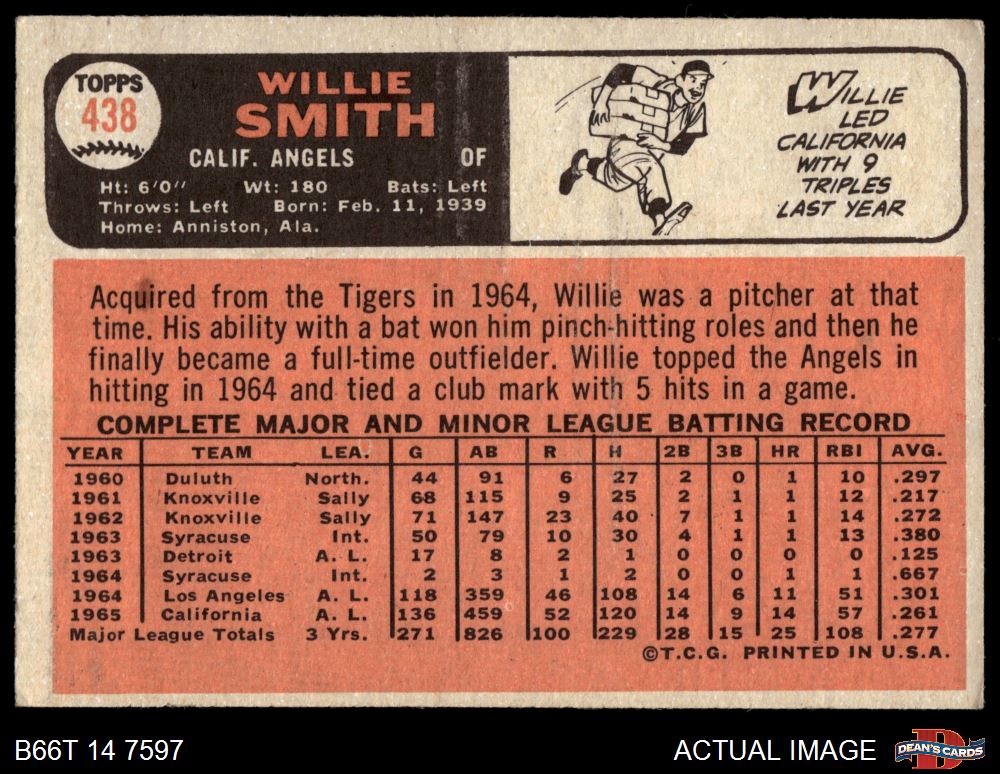 TOPPS
438
WILLIE
SMITH
CALIF. ANGELS OF
Ht: 6'0" Wt: 180 Bats: Left
Throws: Left Born: Feb. 11, 1939
Home: Anniston, Ala.
WILLIE
LED
CALIFORNIA
WITH 9
TRIPLES
LAST YEAR
Acquired from the Tigers in 1964, Willie was a pitcher at that
time. His ability with a bat won him pinch-hitting roles and then he
finally became a full-time outfielder. Willie topped the Angels in
hitting in 1964 and tied a club mark with 5 hits in a game.
COMPLETE MAJOR AND MINOR LEAGUE BATTING RECORD
YEAR TEAM LEA. G AB R H 2B 3B HR RBI AVG.
1960 Duluth North. 44 91 6 27 2 0 1 10 .297
1961 Knoxville Sally 68 115 9 25 2 1 1 12 .217
1962 Knoxville Sally 71 147 23 40 7 1 1 14 .272
1963 Syracuse Int. 50 79 10 30 4 1 1 13 .380
1963 Detroit A. L. 17 8 2 1 0 0 0 0 .125
1964 Syracuse Int. 2 3 1 2 0 0 1 1 .667
1964 Los Angeles A. L. 118 359 46 108 14 6 11 51 .301
1965 California A. L. 136 459 52 120 14 9 14 57 .261
Major League Totals 3 Yrs. 271 826 100 229 28 15 25 108 .277
©T.C.G. PRINTED IN U.S.A.
B66T 14 7597
ACTUAL IMAGE
DEAN'S CARDS